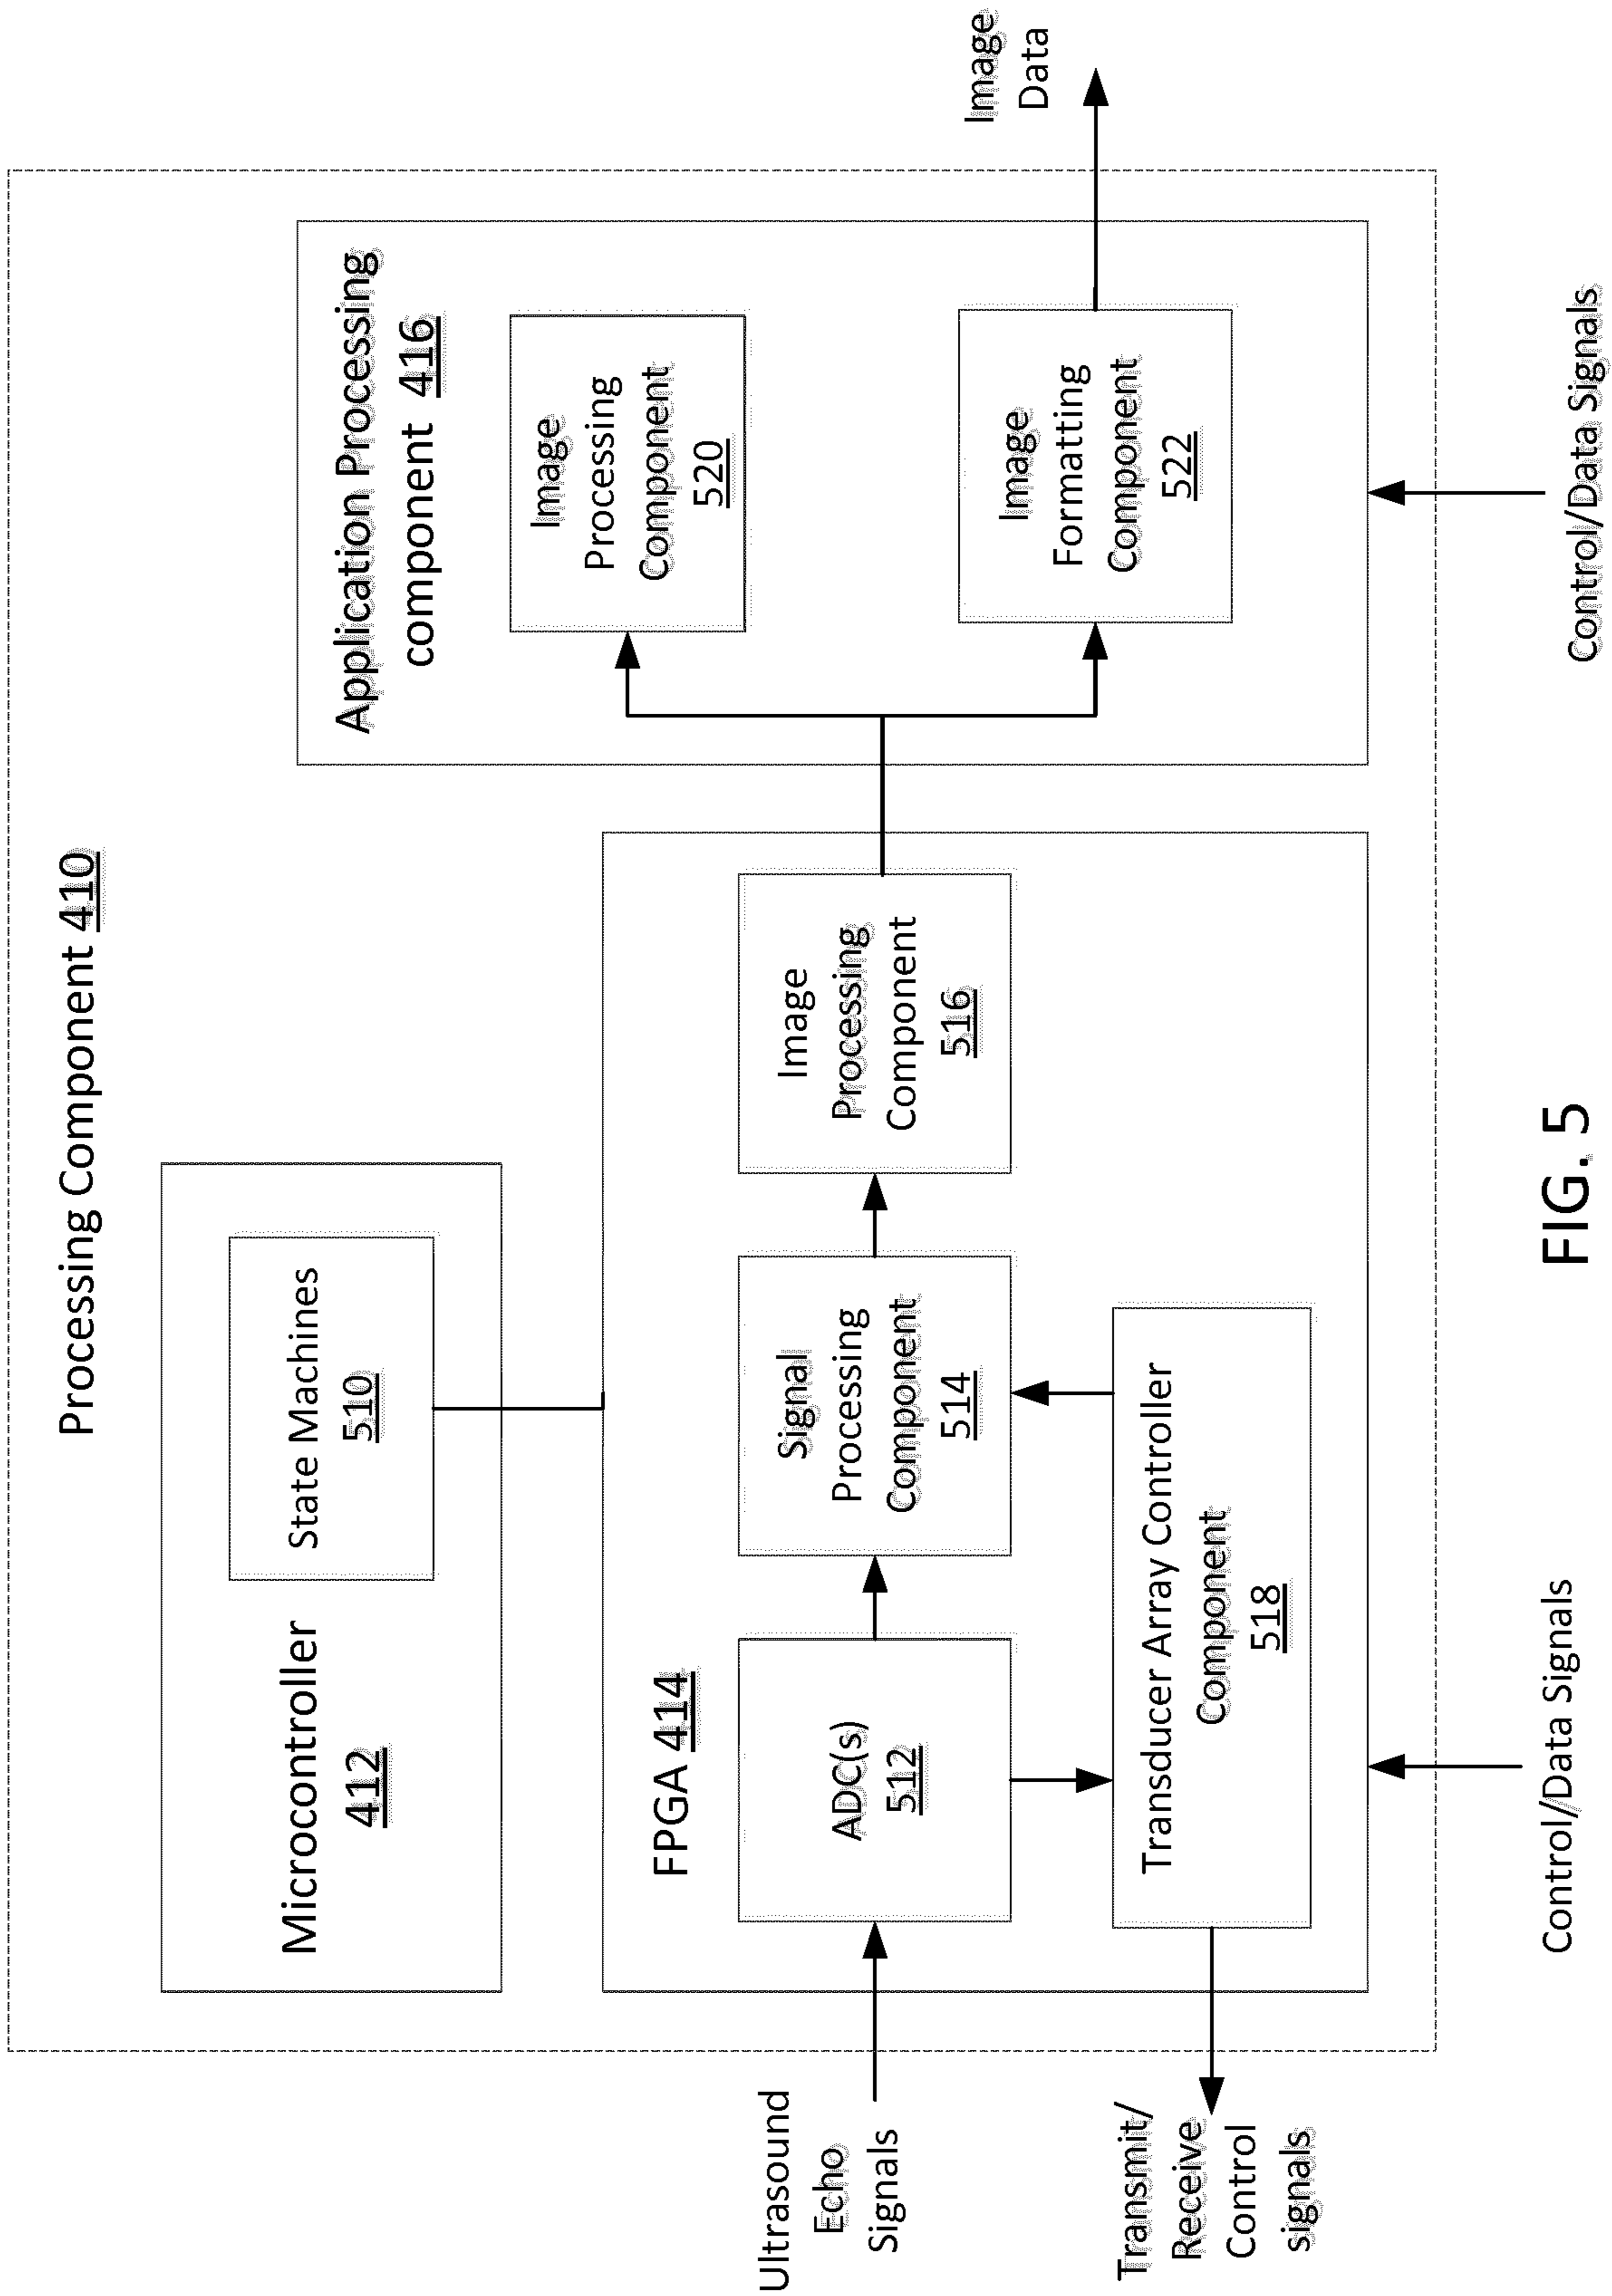 Processing Component 410
Microcontroller
412
State Machines
510
Application Processing
component 416
Image
Processing
Component
520
Image
Formatting
Component
522
Image
Data
FPGA 414
ADC(s)
512
Signal
Processing
Component
514
Image
Processing
Component
516
Transducer Array Controller
Component
518
Ultrasound
Echo
Signals
Transmit/
Receive
Control
signals
Control/Data Signals
Control/Data Signals
FIG. 5